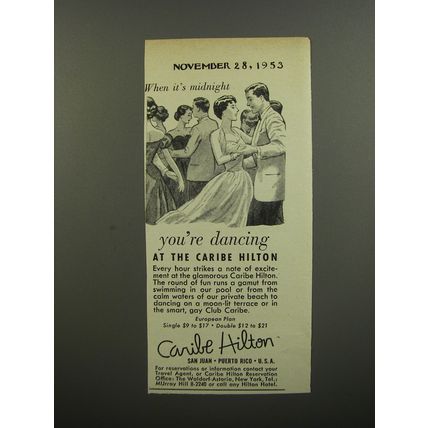 NOVEMBER 28, 1953
When it's midnight
you're dancing
AT THE CARIBE HILTON
Every hour strikes a note of excite-
ment at the glamorous Caribe Hilton.
The round of fun runs a gamut from
swimming in our pool or from the
calm waters of our private beach to
dancing on a moon-lit terrace or in
the smart, gay Club Caribe.
European Plan
Single $9 to $17 • Double $12 to $21
Caribe Hilton
SAN JUAN • PUERTO RICO • U.S.A.
For reservations or information contact your
Travel Agent, or Caribe Hilton Reservation
Office: The Waldorf-Astoria, New York, Tel.:
MUrray Hill 8-2240 or call any Hilton Hotel.